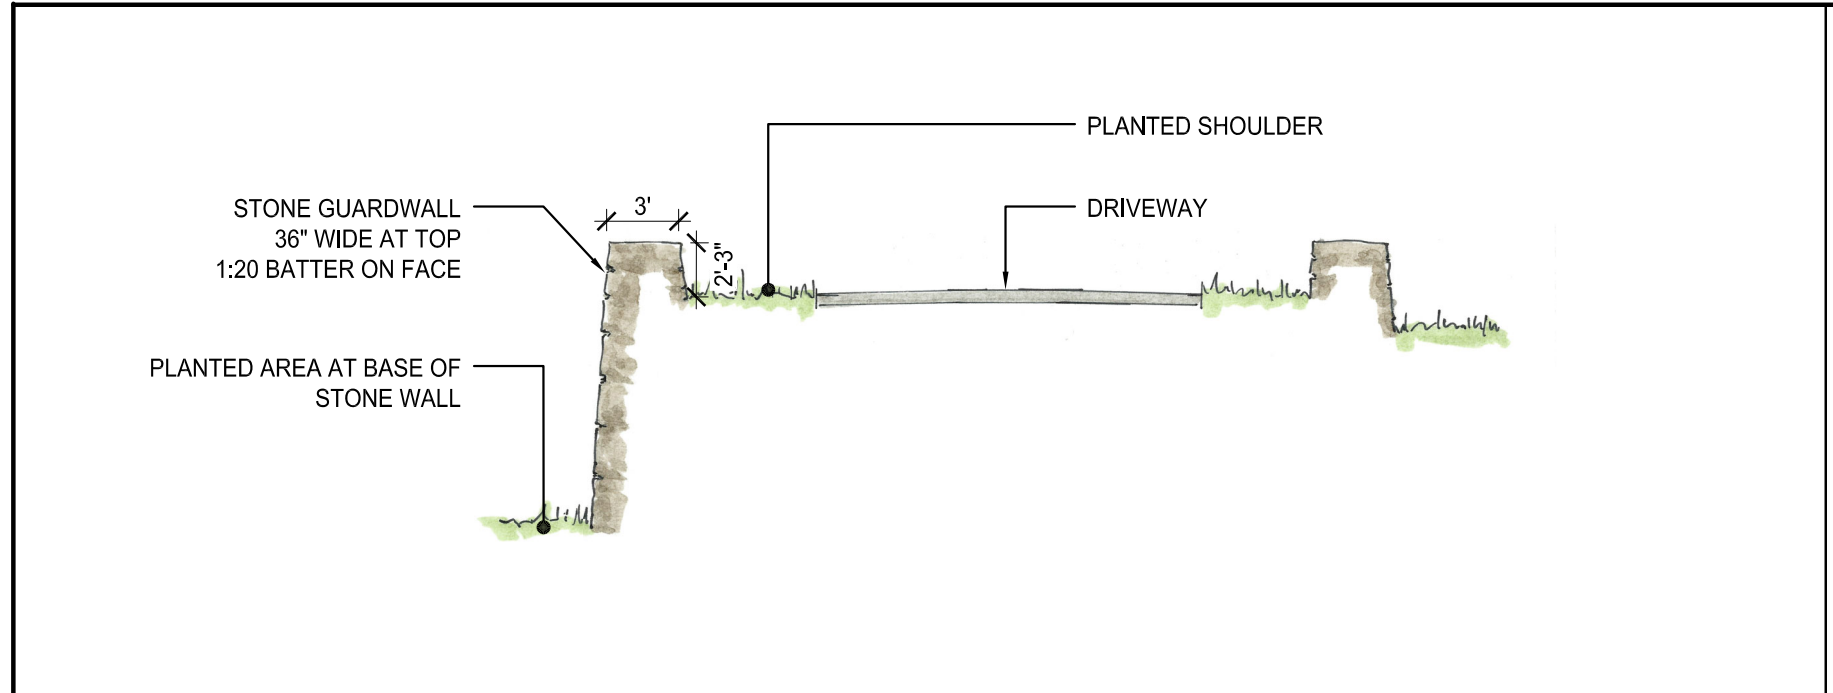 PLANTED SHOULDER
STONE GUARDWALL
36" WIDE AT TOP
1:20 BATTER ON FACE
3'
2'-3"
DRIVEWAY
PLANTED AREA AT BASE OF
STONE WALL